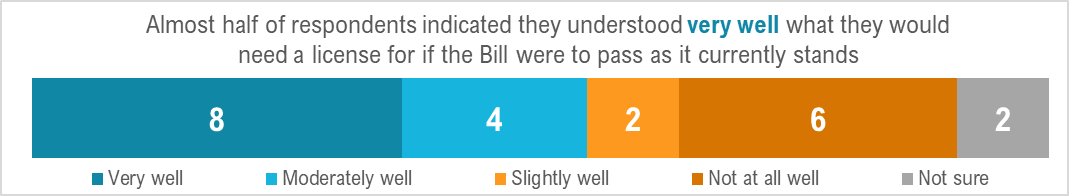 Almost half of respondents indicated they understood very well what they would
need a license for if the Bill were to pass as it currently stands
8 4 2 6 2
Very well Moderately well Slightly well Not at all well Not sure